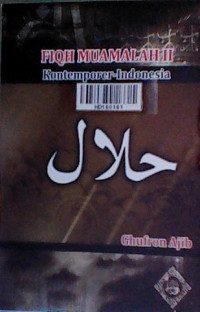 FIQH MUAMALAH II
Kontemporer-Indonesia
حلال
Ghufron Ajib